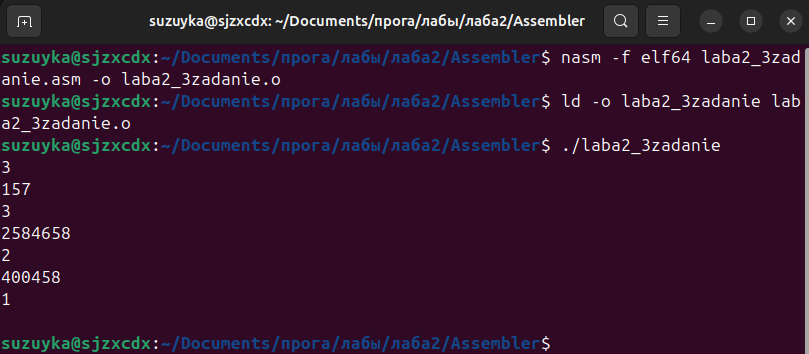 suzuyka@sjzxcdx: ~/Documents/прога/лабы/лаба2/Assembler
suzuyka@sjzxcdx:~/Documents/прога/лабы/лаба2/Assembler$ nasm -f elf64 laba2_3zad
anie.asm -o laba2_3zadanie.o
suzuyka@sjzxcdx:~/Documents/прога/лабы/лаба2/Assembler$ ld -o laba2_3zadanie lab
a2_3zadanie.o
suzuyka@sjzxcdx:~/Documents/прога/лабы/лаба2/Assembler$ ./laba2_3zadanie
3
157
3
2584658
2
400458
1
suzuyka@sjzxcdx:~/Documents/прога/лабы/лаба2/Assembler$